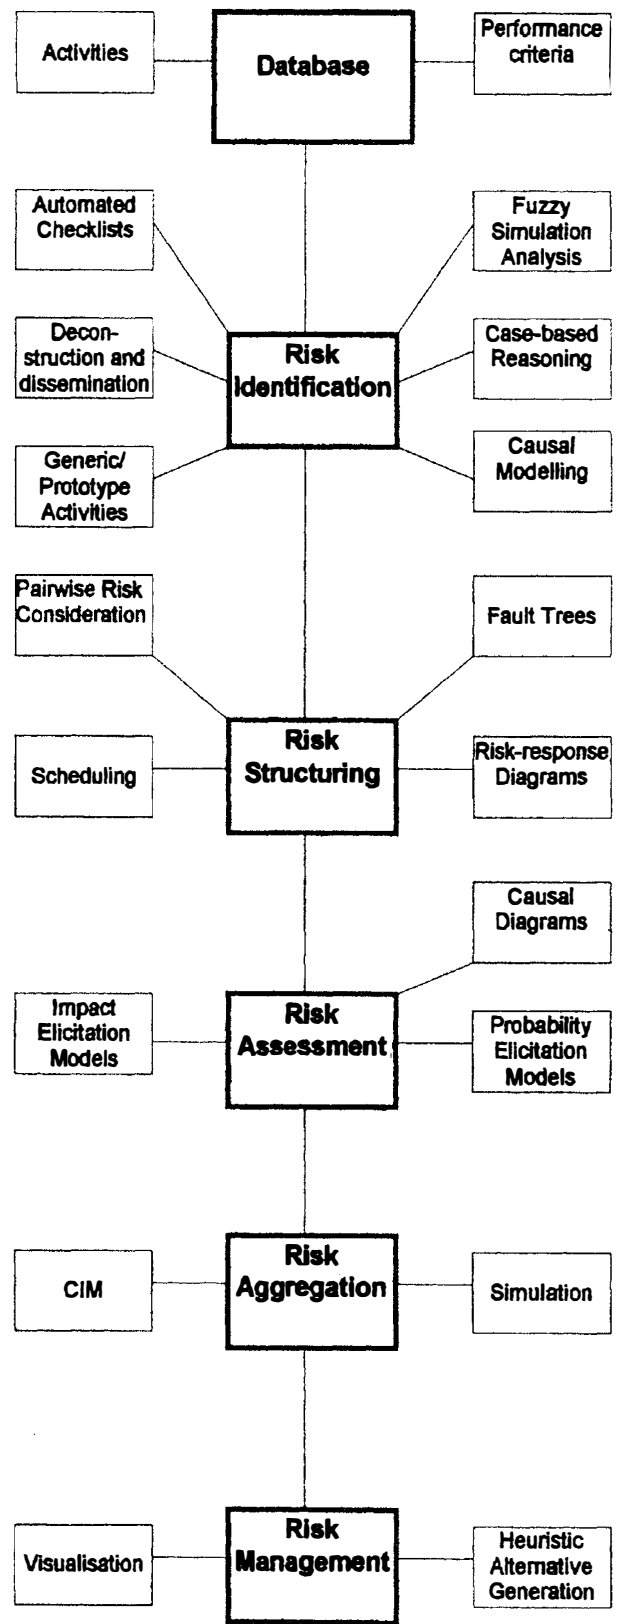 Activities
Database
Performance
criteria
Automated
Checklists
Fuzzy
Simulation
Analysis
Decon-
struction and
dissemination
Risk
Identification
Case-based
Reasoning
Generic/
Prototype
Activities
Causal
Modelling
Pairwise Risk
Consideration
Fault Trees
Scheduling
Risk
Structuring
Risk-response
Diagrams
Causal
Diagrams
Impact
Elicitation
Models
Risk
Assessment
Probability
Elicitation
Models
CIM
Risk
Aggregation
Simulation
Visualisation
Risk
Management
Heuristic
Alternative
Generation